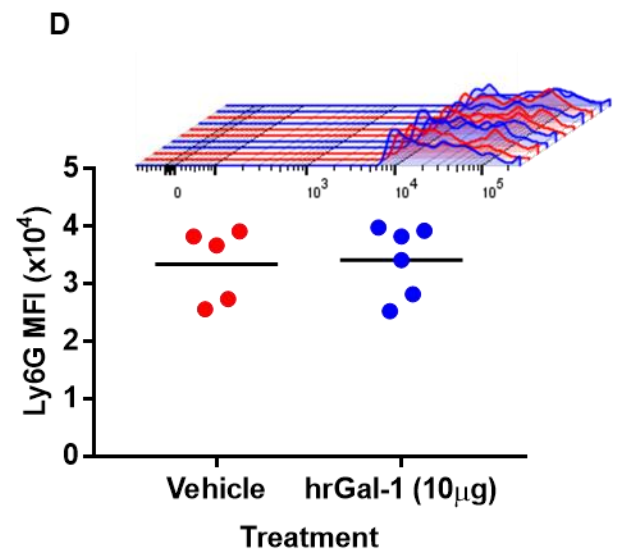 D
0 10³ 10⁴ 10⁵
5
4
3
2
1
0
Ly6G MFI (x10⁴)
Vehicle hrGal-1 (10μg)
Treatment